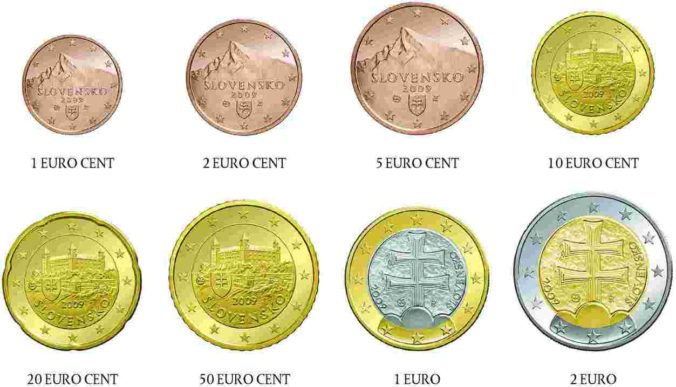 SLOVENSKO
2009
1 EURO CENT
SLOVENSKO
2009
2 EURO CENT
SLOVENSKO
2009
5 EURO CENT
2009
SLOVENSKO
10 EURO CENT
2009
SLOVENSKO
20 EURO CENT
2009
SLOVENSKO
50 EURO CENT
2009
SLOVENSKO
1 EURO
2009
SLOVENSKO
2 EURO